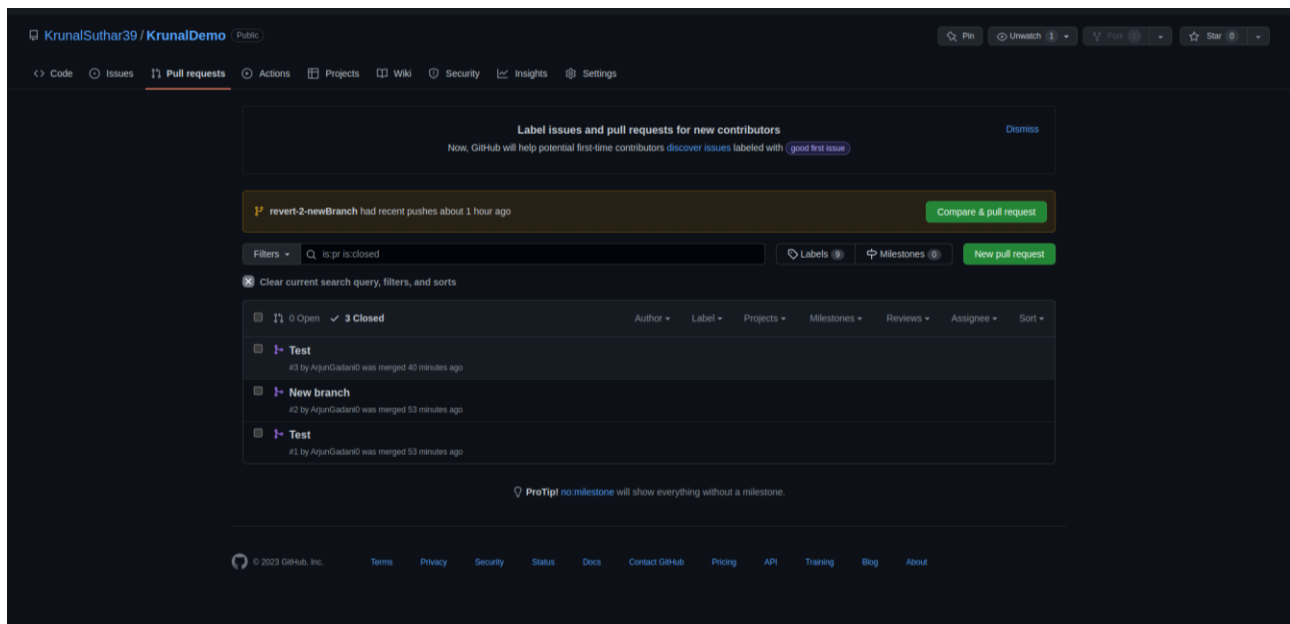 KrunalSuthar39 / KrunalDemo Public
Pin Unwatch 1 Fork Star 0
<> Code Issues Pull requests Actions Projects Wiki Security Insights Settings
Label issues and pull requests for new contributors
Dismiss
Now, GitHub will help potential first-time contributors discover issues labeled with good first issue
revert-2-newBranch had recent pushes about 1 hour ago Compare & pull request
Filters is:pr is:closed Labels 9 Milestones 0 New pull request
Clear current search query, filters, and sorts
0 Open 3 Closed Author Label Projects Milestones Reviews Assignee Sort
Test
#3 by ArjunGadani0 was merged 40 minutes ago
New branch
#2 by ArjunGadani0 was merged 53 minutes ago
Test
#1 by ArjunGadani0 was merged 53 minutes ago
ProTip! no:milestone will show everything without a milestone.
© 2023 GitHub, Inc. Terms Privacy Security Status Docs Contact GitHub Pricing API Training Blog About